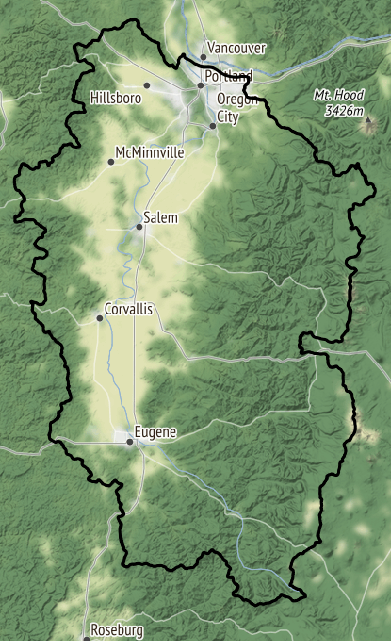 Vancouver
Portland
Hillsboro
Oregon
City
Mt. Hood
3426m
McMinnville
Salem
Corvallis
Eugene
Roseburg